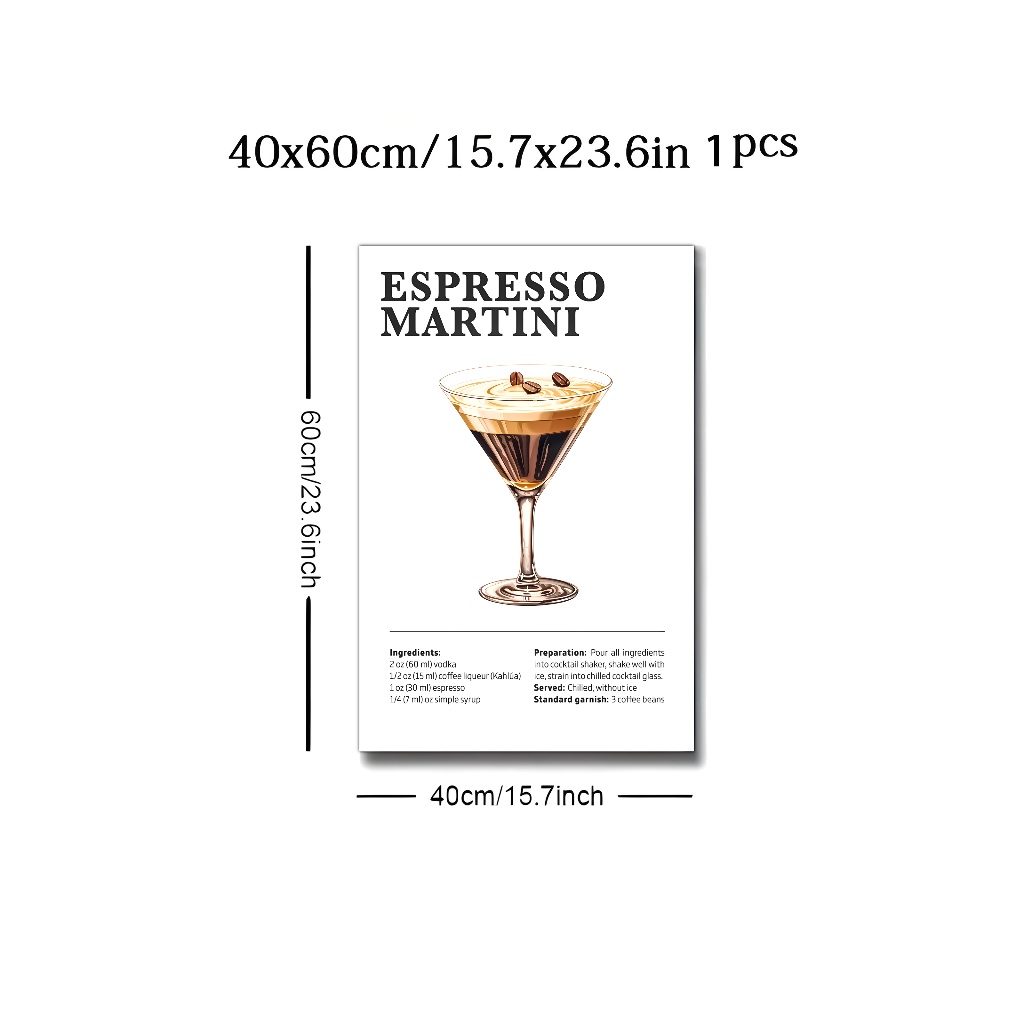 40x60cm/15.7x23.6in 1pcs
ESPRESSO
MARTINI
60cm/23.6inch
Ingredients:
2 oz (60 ml) vodka
1/2 oz (15 ml) coffee liqueur (Kahlúa)
1 oz (30 ml) espresso
1/4 (7 ml) oz simple syrup
Preparation: Pour all ingredients
into cocktail shaker, shake well with
ice, strain into chilled cocktail glass.
Served: Chilled, without ice
Standard garnish: 3 coffee beans
40cm/15.7inch